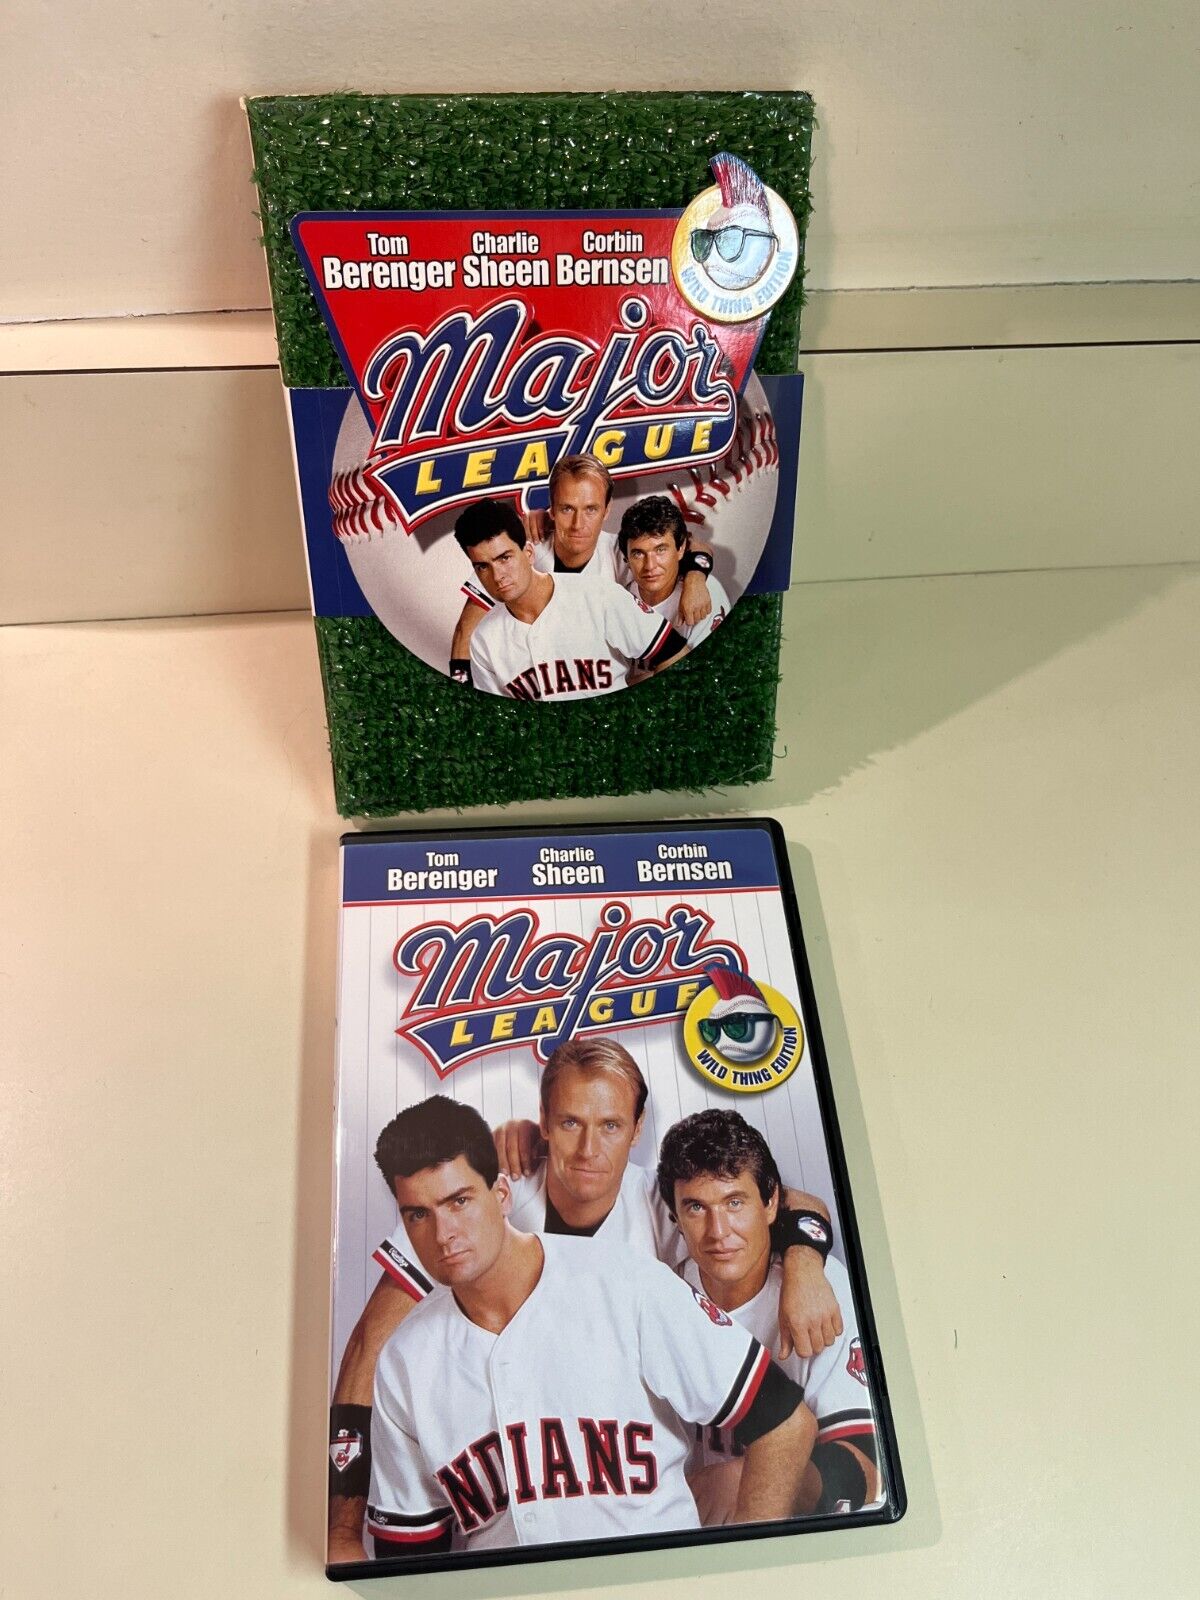 Tom Charlie Corbin
Berenger Sheen Bernsen
WILD THING EDITION
Major
LEAGUE
INDIANS
Tom Charlie Corbin
Berenger Sheen Bernsen
Major
LEAGUE
WILD THING EDITION
INDIANS